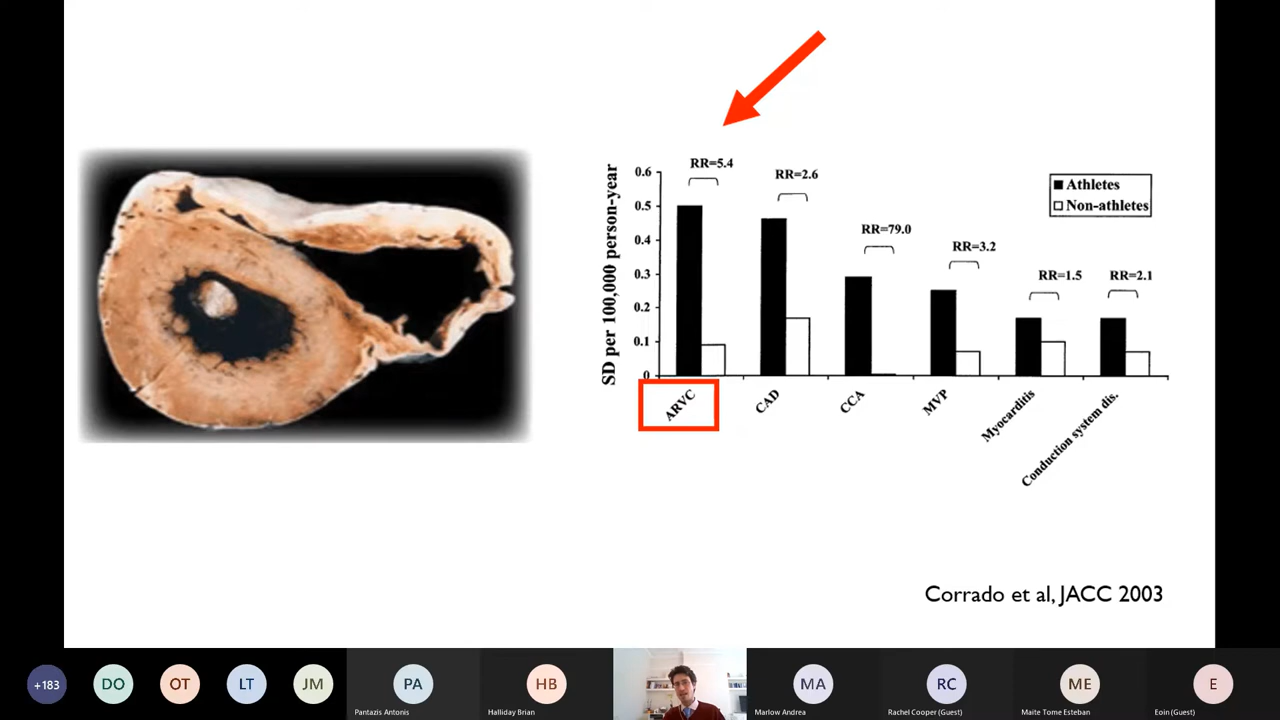 RR=5.4
RR=2.6
RR=79.0
RR=3.2
RR=1.5
RR=2.1
Athletes
Non-athletes
SD per 100,000 person-year
0.6
0.5
0.4
0.3
0.2
0.1
0
ARVC
CAD
CCA
MVP
Myocarditis
Conduction system dis.
Corrado et al, JACC 2003
+183
DO
OT
LT
JM
PA
Pantazis Antonis
HB
Halliday Brian
MA
Marlow Andrea
RC
Rachel Cooper (Guest)
ME
Maite Tome Esteban
E
Eoin (Guest)